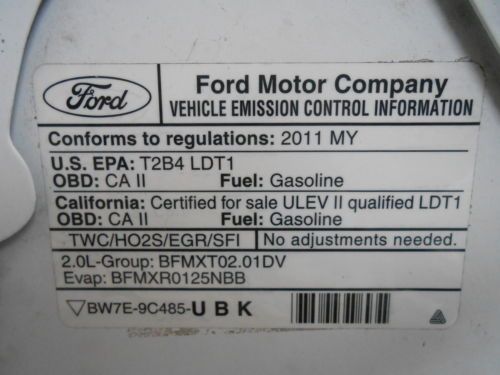 Ford
Ford Motor Company
VEHICLE EMISSION CONTROL INFORMATION
Conforms to regulations: 2011 MY
U.S. EPA: T2B4 LDT1
OBD: CA II Fuel: Gasoline
California: Certified for sale ULEV II qualified LDT1
OBD: CA II Fuel: Gasoline
TWC/HO2S/EGR/SFI No adjustments needed.
2.0L-Group: BFMXT02.01DV
Evap: BFMXR0125NBB
BW7E-9C485-UBK